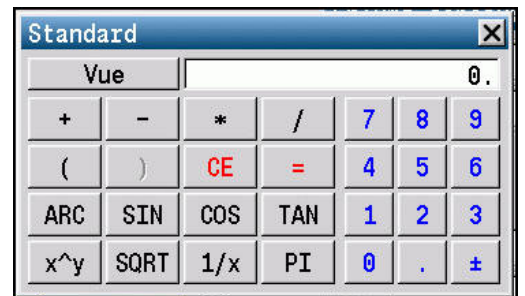 Standard
Vue 0.
+ - * / 7 8 9
( ) CE = 4 5 6
ARC SIN COS TAN 1 2 3
x^y SQRT 1/x PI 0 . ±